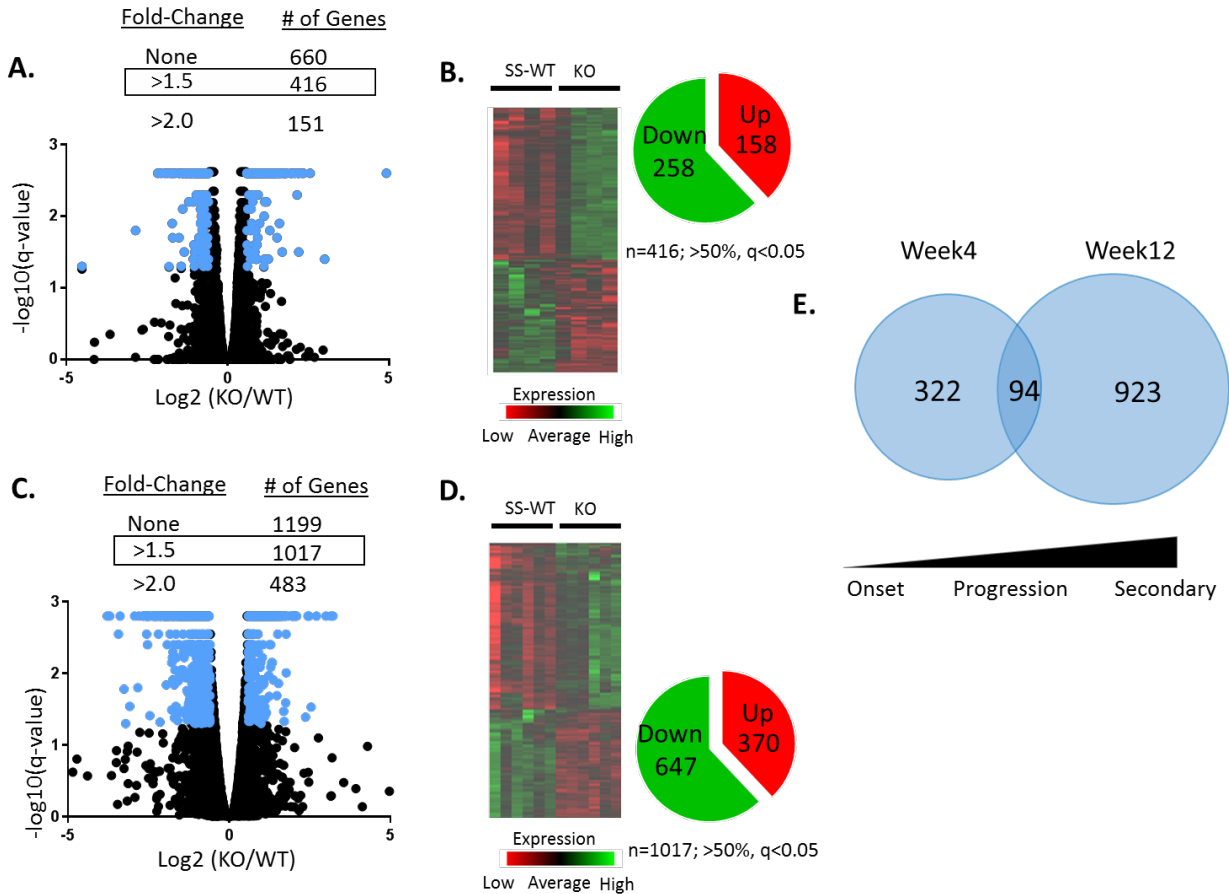 A.
Fold-Change # of Genes
None 660
>1.5 416
>2.0 151
3
2
1
0
-log10(q-value)
-5 0 5
Log2 (KO/WT)
B.
SS-WT KO
Expression
Low Average High
Down
258
Up
158
n=416; >50%, q<0.05
C.
Fold-Change # of Genes
None 1199
>1.5 1017
>2.0 483
3
2
1
0
-log10(q-value)
-5 0 5
Log2 (KO/WT)
D.
SS-WT KO
Expression
Low Average High
Down
647
Up
370
n=1017; >50%, q<0.05
E.
Week4 Week12
322 94 923
Onset Progression Secondary